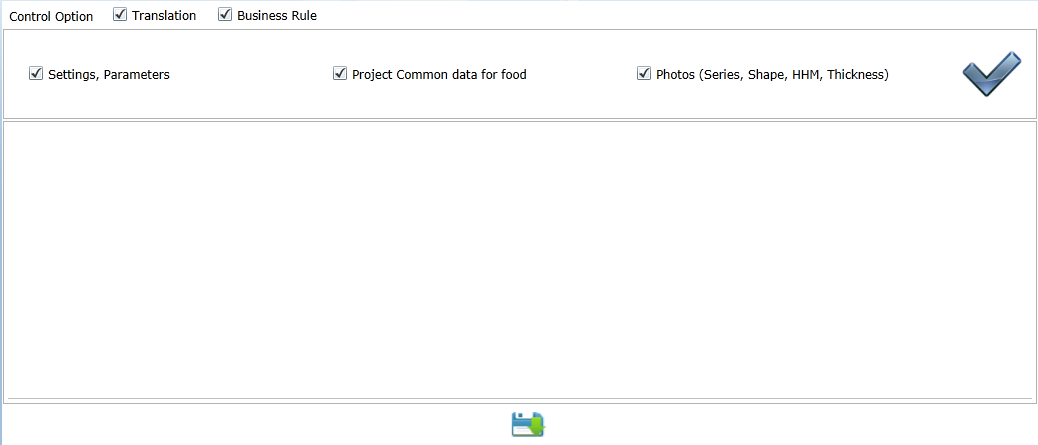 Control Option Translation Business Rule
Settings, Parameters Project Common data for food Photos (Series, Shape, HHM, Thickness)